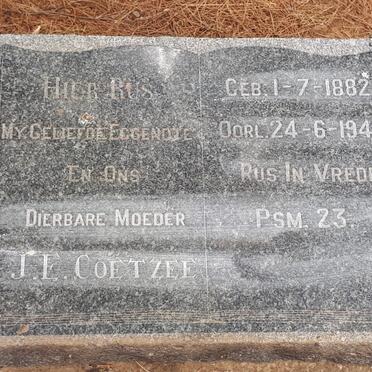 HIER RUS
MY GELIEFDE EGGENOTE
EN ONS
DIERBARE MOEDER
J.E. COETZEE
GEB. 1-7-1882
OORL. 24-6-194
RUS IN VREDE
PSM. 23.